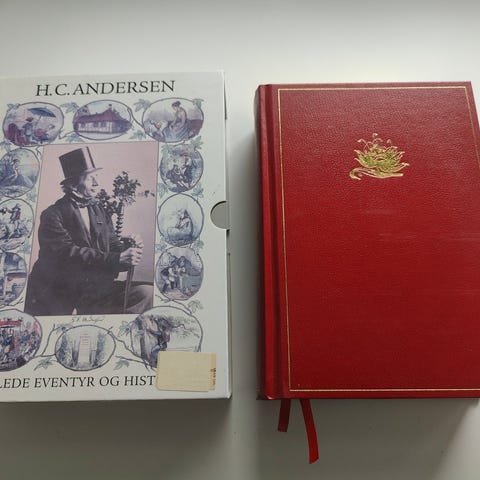 H.C. ANDERSEN
LEDE EVENTYR OG HIST